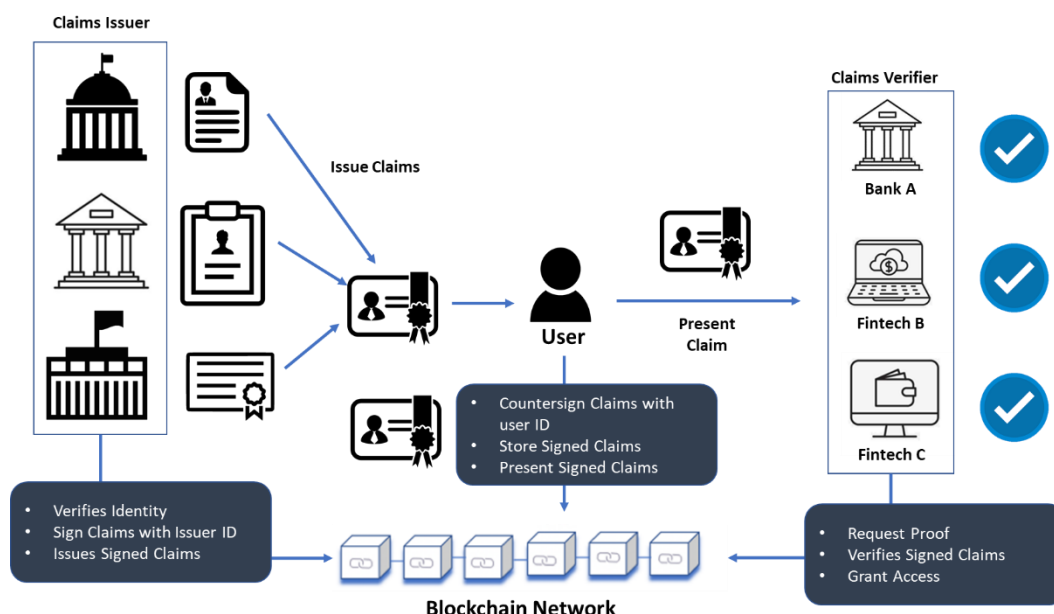 Claims Issuer
Claims Verifier
Issue Claims
Bank A
Fintech B
User
Present
Claim
Fintech C
• Countersign Claims with
user ID
• Store Signed Claims
• Present Signed Claims
• Verifies Identity
• Sign Claims with Issuer ID
• Issues Signed Claims
• Request Proof
• Verifies Signed Claims
• Grant Access
Blockchain Network